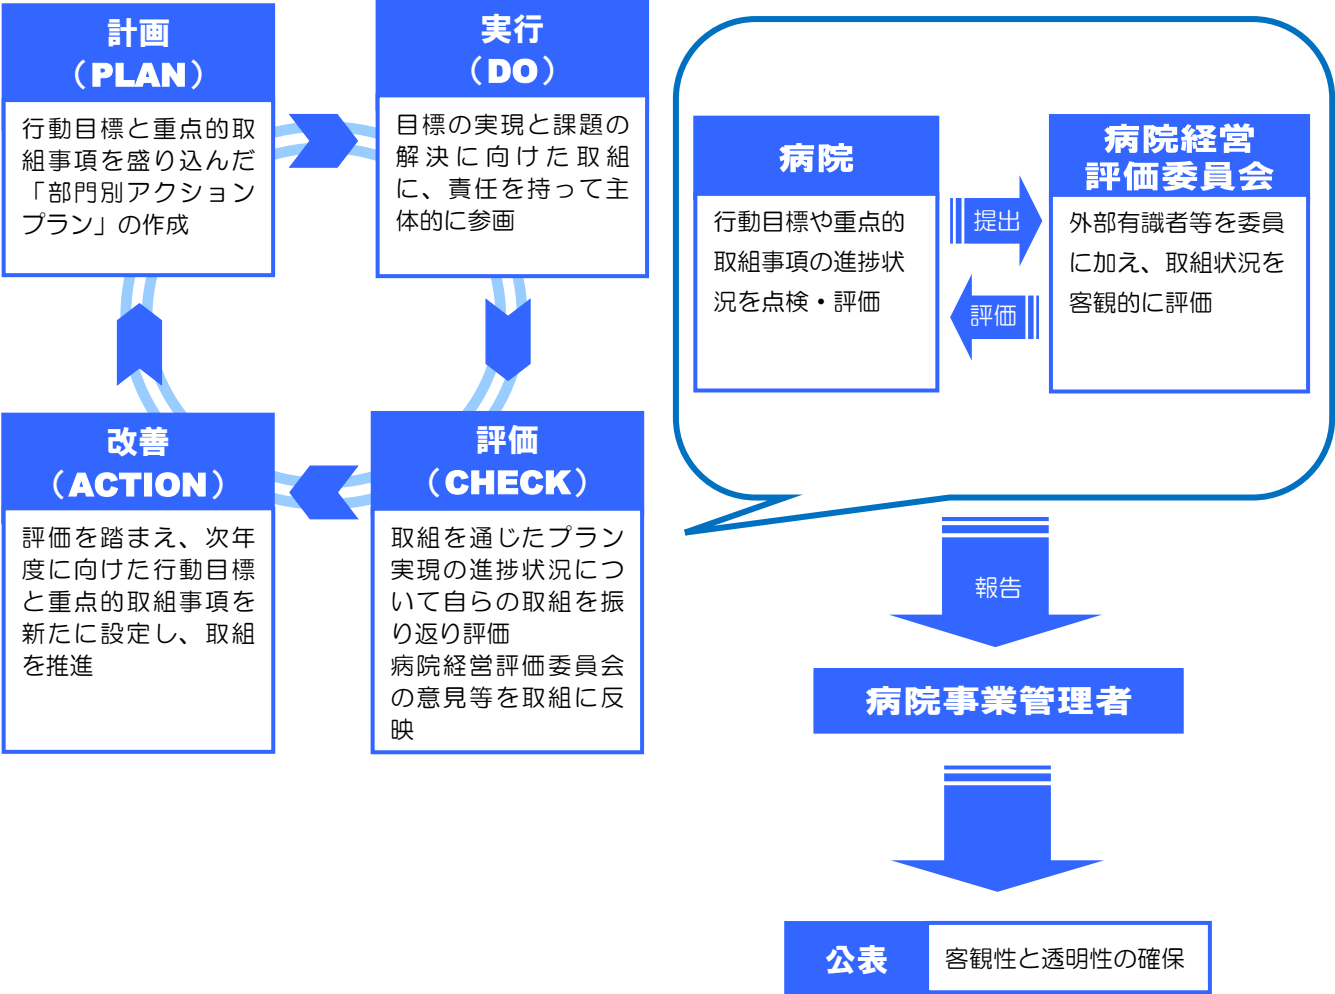 計画
（PLAN）
行動目標と重点的取
組事項を盛り込んだ
「部門別アクション
プラン」の作成
実行
（DO）
目標の実現と課題の
解決に向けた取組
に、責任を持って主
体的に参画
評価
（CHECK）
取組を通じたプラン
実現の進捗状況につ
いて自らの取組を振
り返り評価
病院経営評価委員会
の意見等を取組に反
映
改善
（ACTION）
評価を踏まえ、次年
度に向けた行動目標
と重点的取組事項を
新たに設定し、取組
を推進
病院
行動目標や重点的
取組事項の進捗状
況を点検・評価
提出
評価
病院経営
評価委員会
外部有識者等を委員
に加え、取組状況を
客観的に評価
報告
病院事業管理者
公表
客観性と透明性の確保